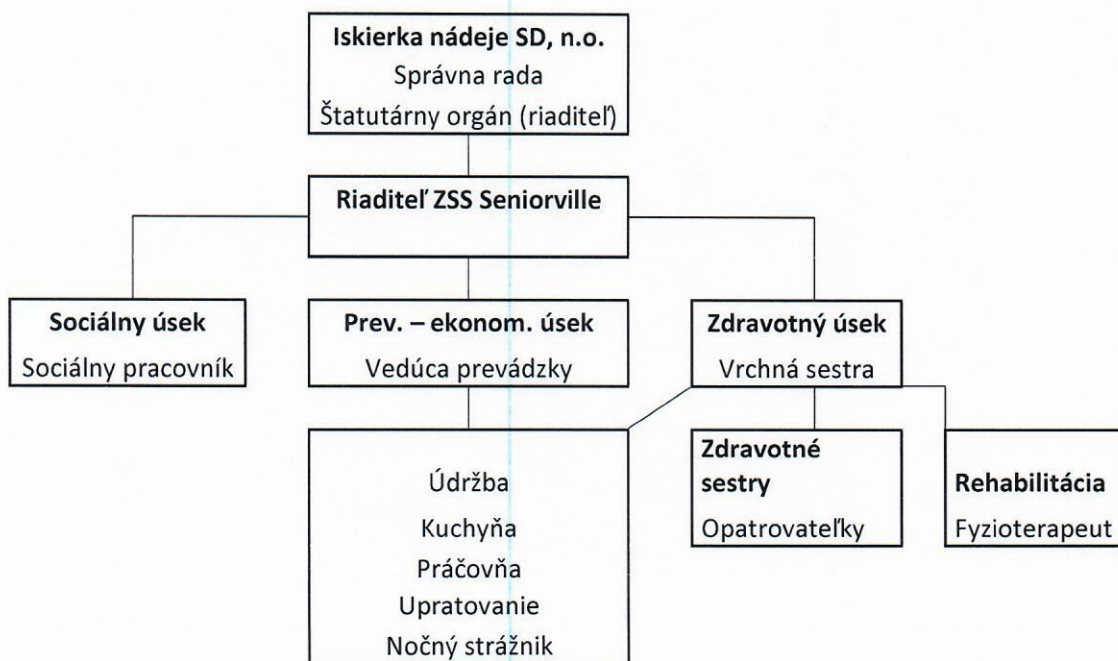 Iskierka nádeje SD, n.o.
Správna rada
Štatutárny orgán (riaditeľ)
Riaditeľ ZSS Seniorville
Sociálny úsek
Sociálny pracovník
Prev. – ekonom. úsek
Vedúca prevádzky
Zdravotný úsek
Vrchná sestra
Údržba
Kuchyňa
Práčovňa
Upratovanie
Nočný strážnik
Zdravotné
sestry
Opatrovateľky
Rehabilitácia
Fyzioterapeut